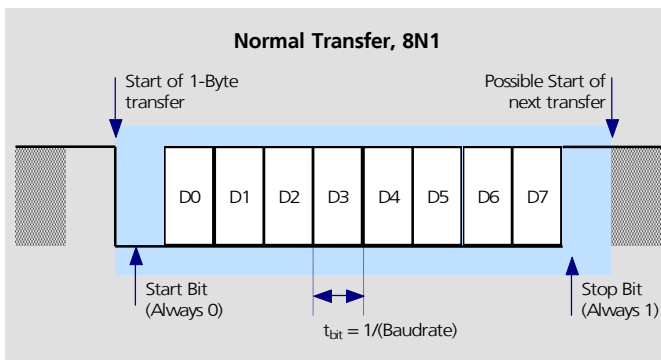 Normal Transfer, 8N1
Start of 1-Byte
transfer
Possible Start of
next transfer
D0 D1 D2 D3 D4 D5 D6 D7
Start Bit
(Always 0)
Stop Bit
(Always 1)
tbit = 1/(Baudrate)